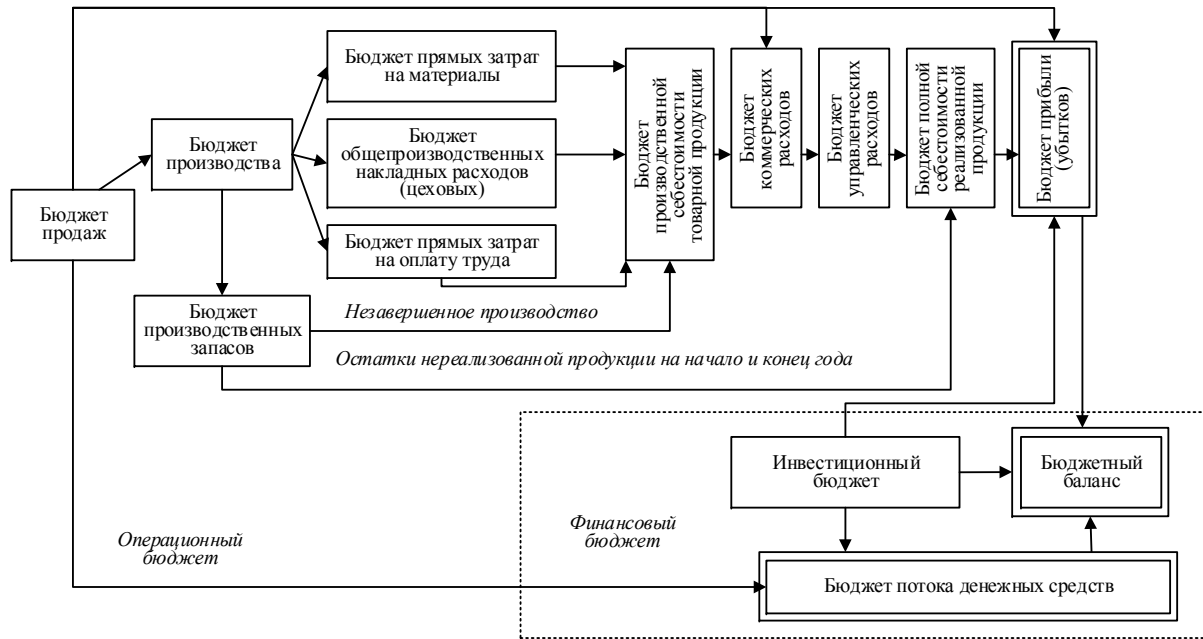 Бюджет прямых затрат
на материалы
Бюджет
общепроизводственных
накладных расходов
(цеховых)
Бюджет прямых затрат
на оплату труда
Бюджет
производства
Бюджет
продаж
Бюджет
производственных
запасов
Бюджет
производственной
себестоимости
товарной продукции
Бюджет
коммерческих
расходов
Бюджет
управленческих
расходов
Бюджет полной
себестоимости
реализованной
продукции
Бюджет прибыли
(убытков)
Незавершенное производство
Остатки нереализованной продукции на начало и конец года
Инвестиционный
бюджет
Бюджетный
баланс
Операционный
бюджет
Финансовый
бюджет
Бюджет потока денежных средств